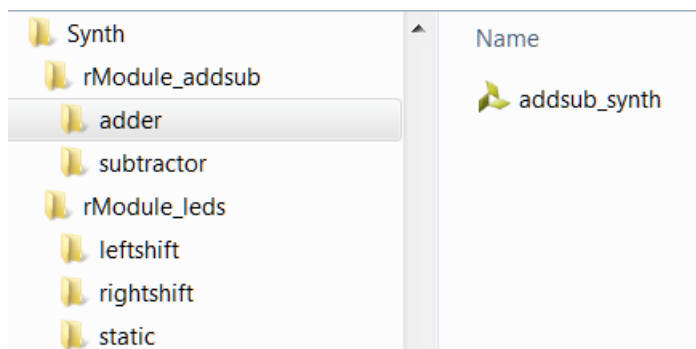 Synth
rModule_addsub
adder
subtractor
rModule_leds
leftshift
rightshift
static
Name
addsub_synth